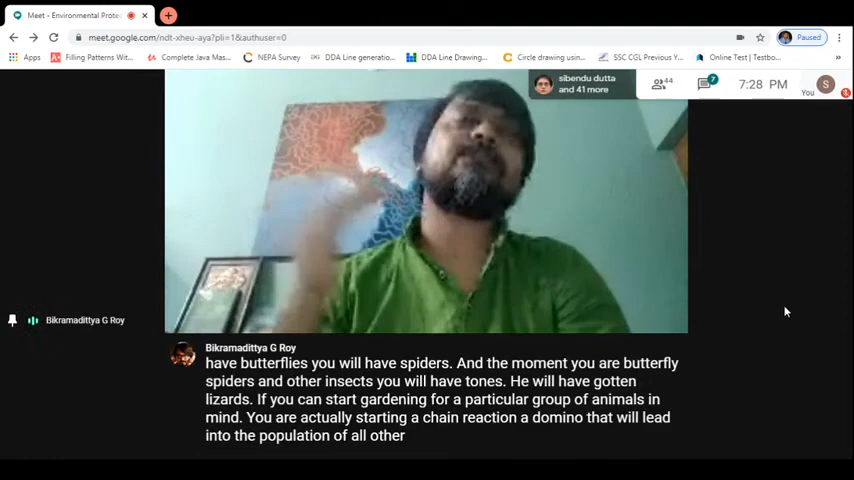 Meet - Environmental Protec
meet.google.com/ndt-xheu-aya?pli=1&authuser=0
Paused
Apps
Filling Patterns Wit...
Complete Java Mas...
NEPA Survey
DDA Line generatio...
DDA Line Drawing...
Circle drawing usin...
SSC CGL Previous Y...
Online Test | Testbo...
sibendu dutta
and 41 more
44
7
7:28 PM
You
S
Bikramadittya G Roy
Bikramadittya G Roy
have butterflies you will have spiders. And the moment you are butterfly
spiders and other insects you will have tones. He will have gotten
lizards. If you can start gardening for a particular group of animals in
mind. You are actually starting a chain reaction a domino that will lead
into the population of all other